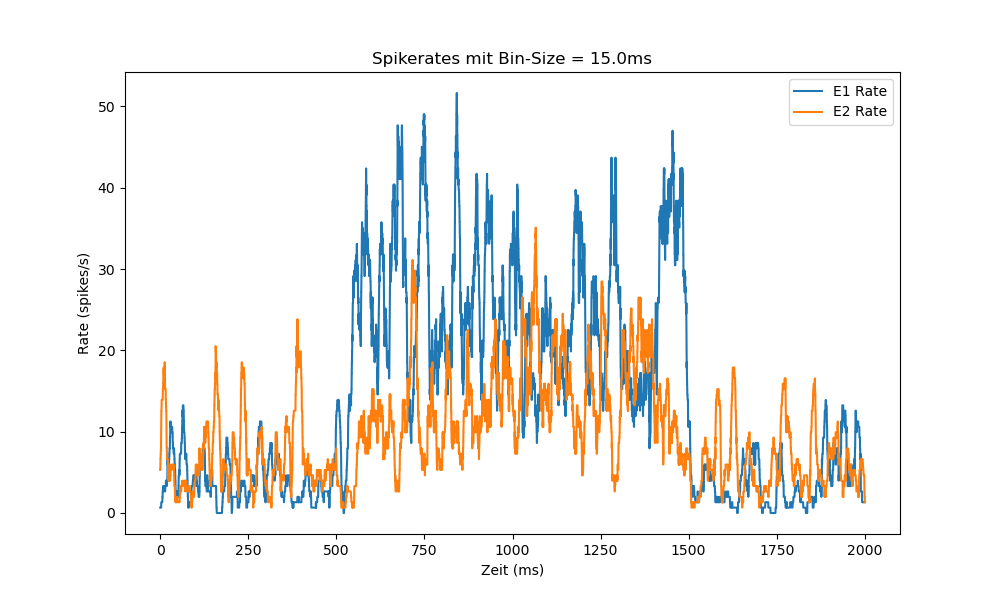 Spikerates mit Bin-Size = 15.0ms
E1 Rate
E2 Rate
50
40
30
20
10
0
Rate (spikes/s)
0 250 500 750 1000 1250 1500 1750 2000
Zeit (ms)